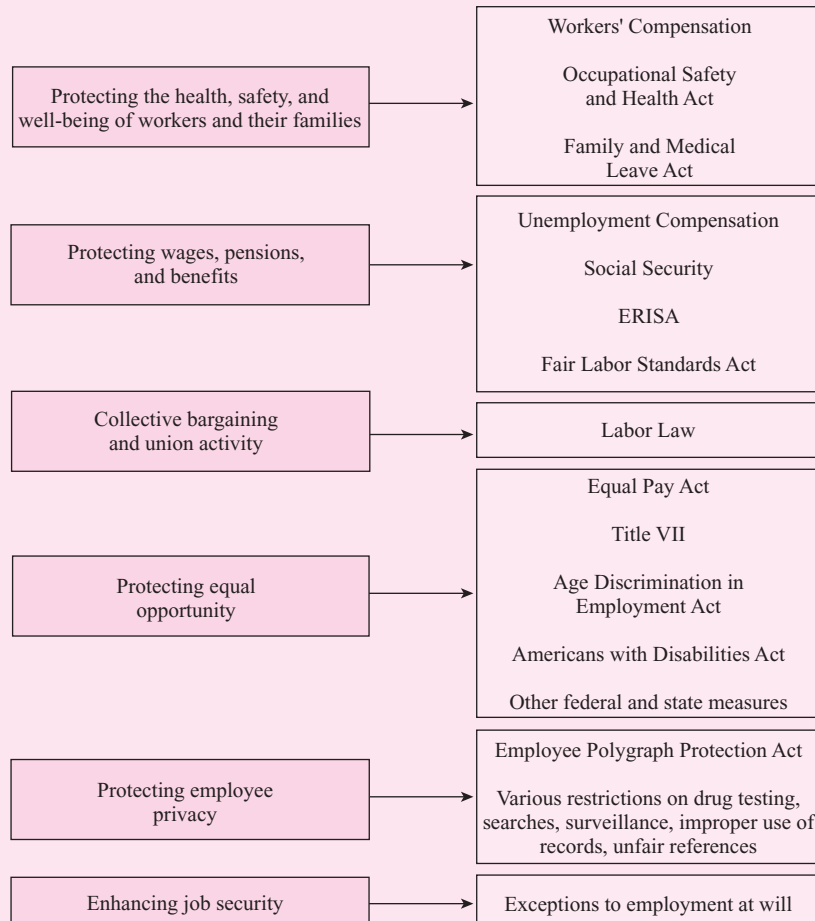 Protecting the health, safety, and
well-being of workers and their families
Workers' Compensation
Occupational Safety
and Health Act
Family and Medical
Leave Act
Protecting wages, pensions,
and benefits
Unemployment Compensation
Social Security
ERISA
Fair Labor Standards Act
Collective bargaining
and union activity
Labor Law
Protecting equal
opportunity
Equal Pay Act
Title VII
Age Discrimination in
Employment Act
Americans with Disabilities Act
Other federal and state measures
Protecting employee
privacy
Employee Polygraph Protection Act
Various restrictions on drug testing,
searches, surveillance, improper use of
records, unfair references
Enhancing job security
Exceptions to employment at will